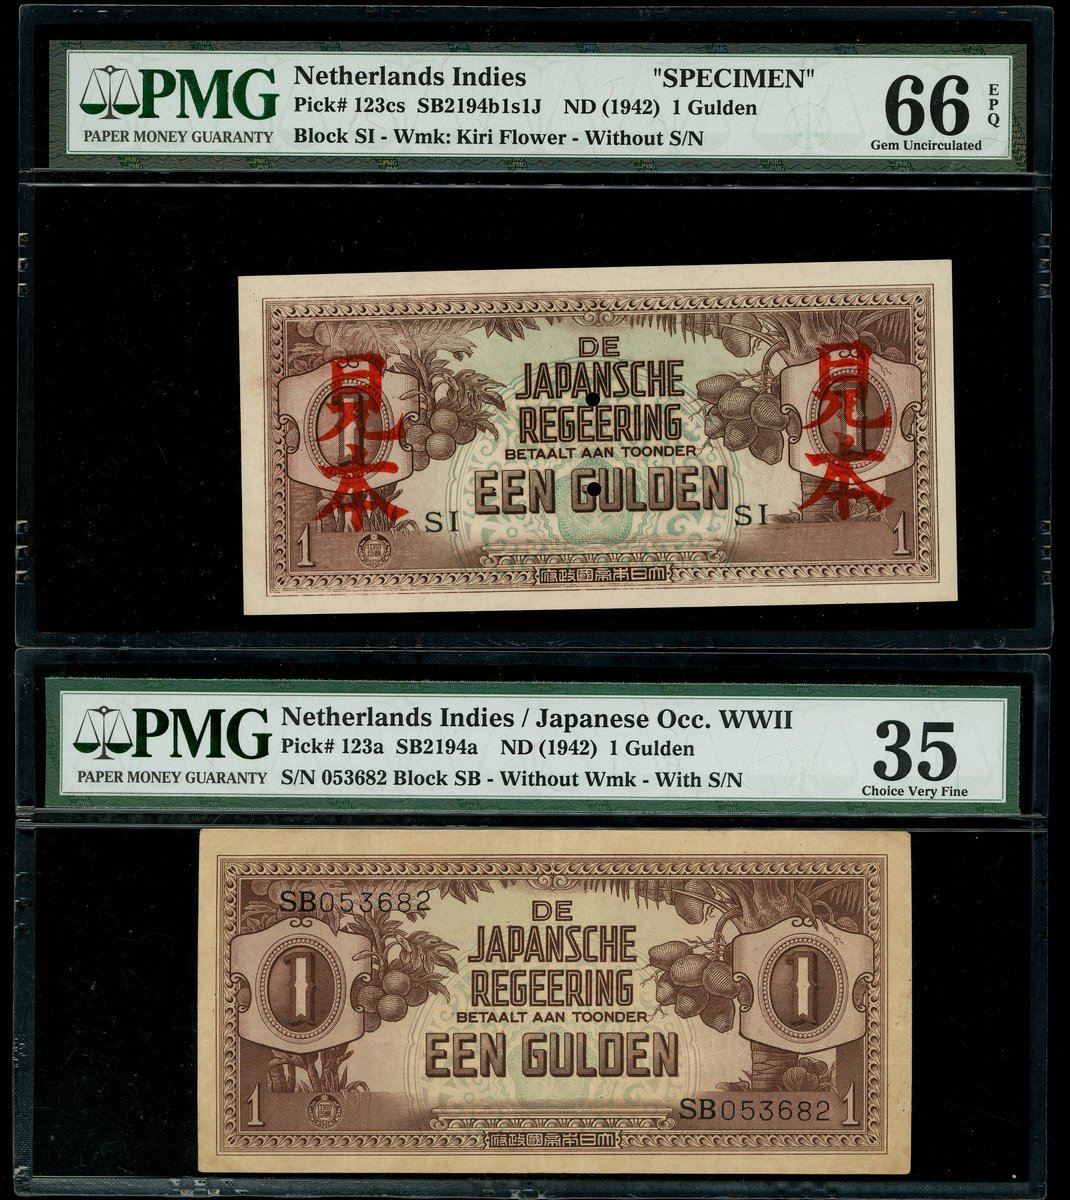 PMG
PAPER MONEY GUARANTY
Netherlands Indies "SPECIMEN"
Pick# 123cs SB2194b1s1J ND (1942) 1 Gulden
Block SI - Wmk: Kiri Flower - Without S/N
66
EPQ
Gem Uncirculated
DE
JAPANSCHE
REGEERING
BETAALT AAN TOONDER
EEN GULDEN
見本
見本
1
1
SI
SI
1
1
府政國帝本日大
PMG
PAPER MONEY GUARANTY
Netherlands Indies / Japanese Occ. WWII
Pick# 123a SB2194a ND (1942) 1 Gulden
S/N 053682 Block SB - Without Wmk - With S/N
35
Choice Very Fine
SB053682
DE
JAPANSCHE
REGEERING
BETAALT AAN TOONDER
EEN GULDEN
1
1
SB053682
1
1
府政國帝本日大